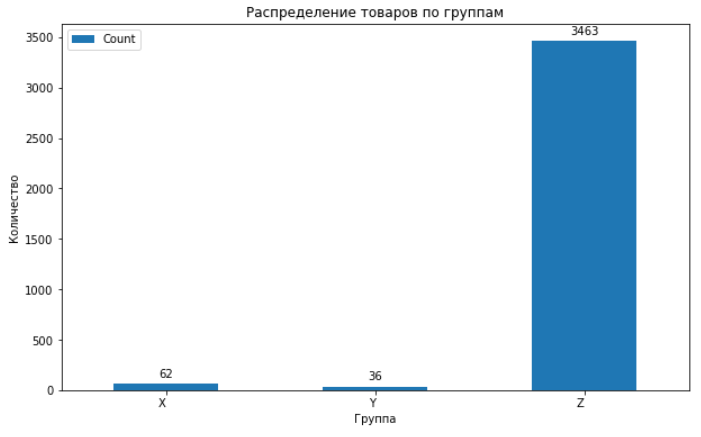 Распределение товаров по группам
Count
3463
3500
3000
2500
2000
1500
1000
500
0
Количество
62
36
X
Y
Z
Группа